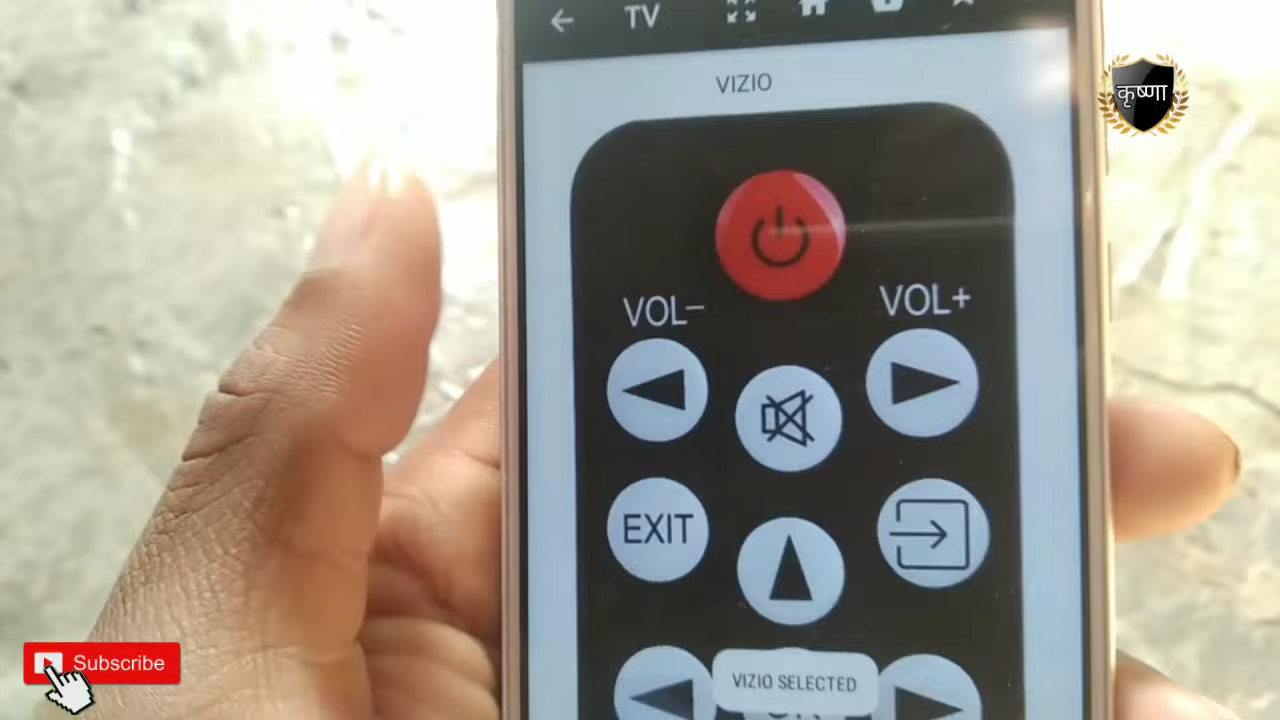 TV
VIZIO
कृष्णा
VOL- VOL+
EXIT
VIZIO SELECTED
Subscribe